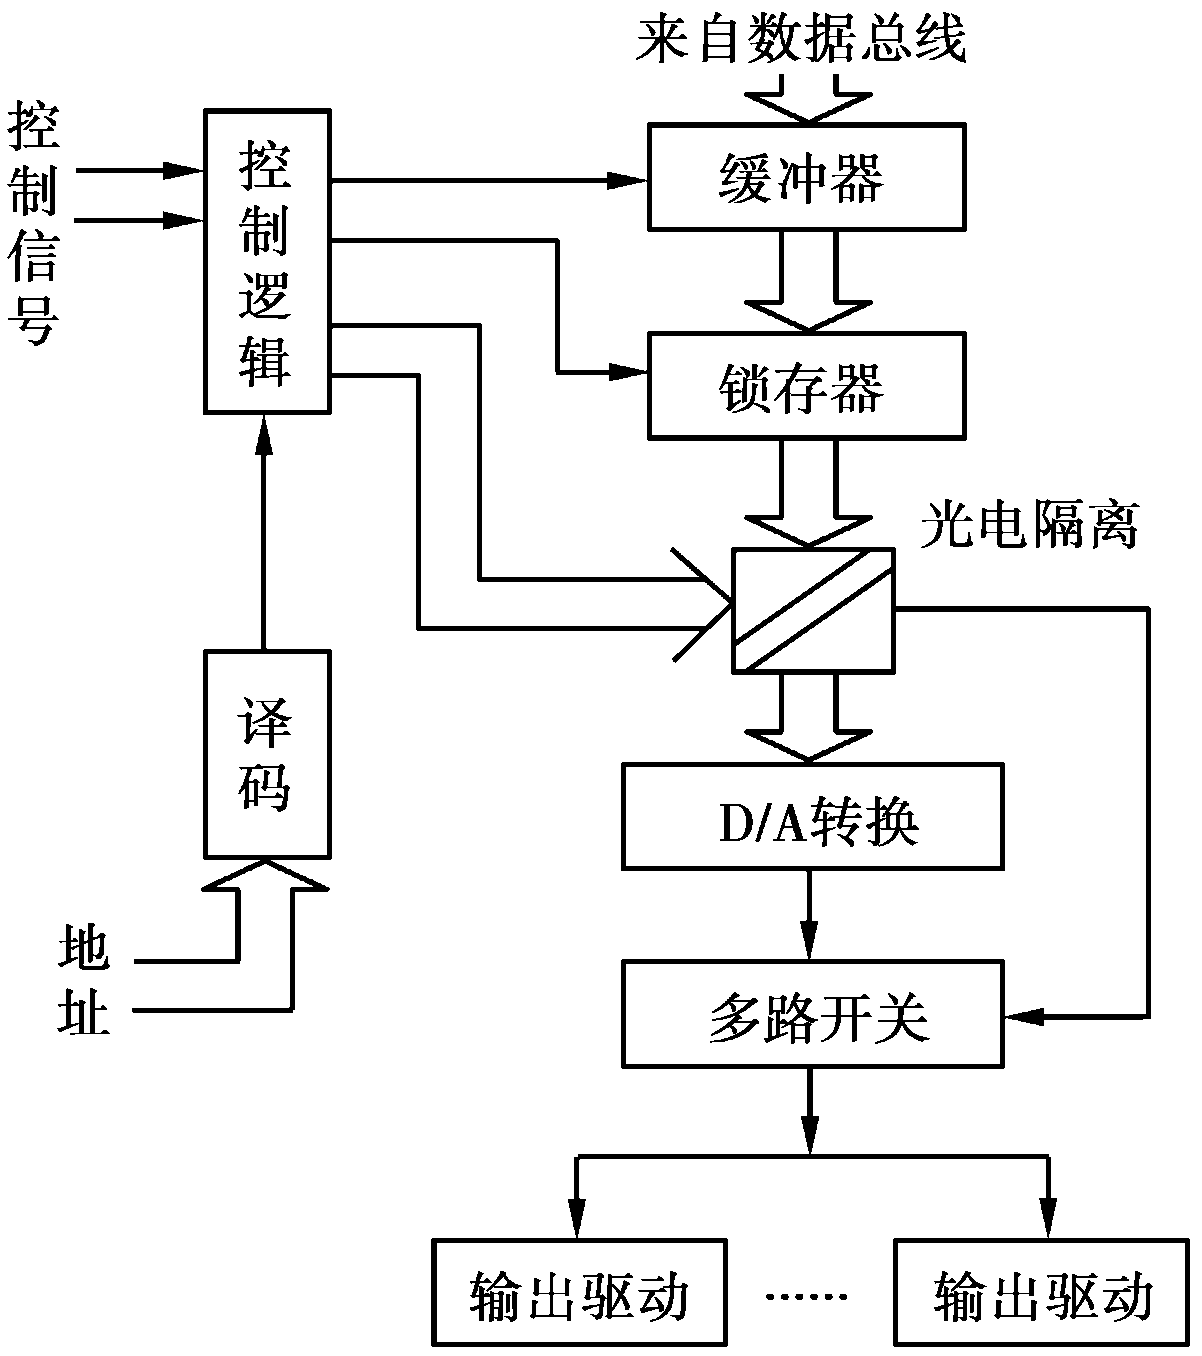 来自数据总线
控制信号
控制逻辑
缓冲器
锁存器
光电隔离
译码
D/A转换
地址
多路开关
输出驱动 …… 输出驱动